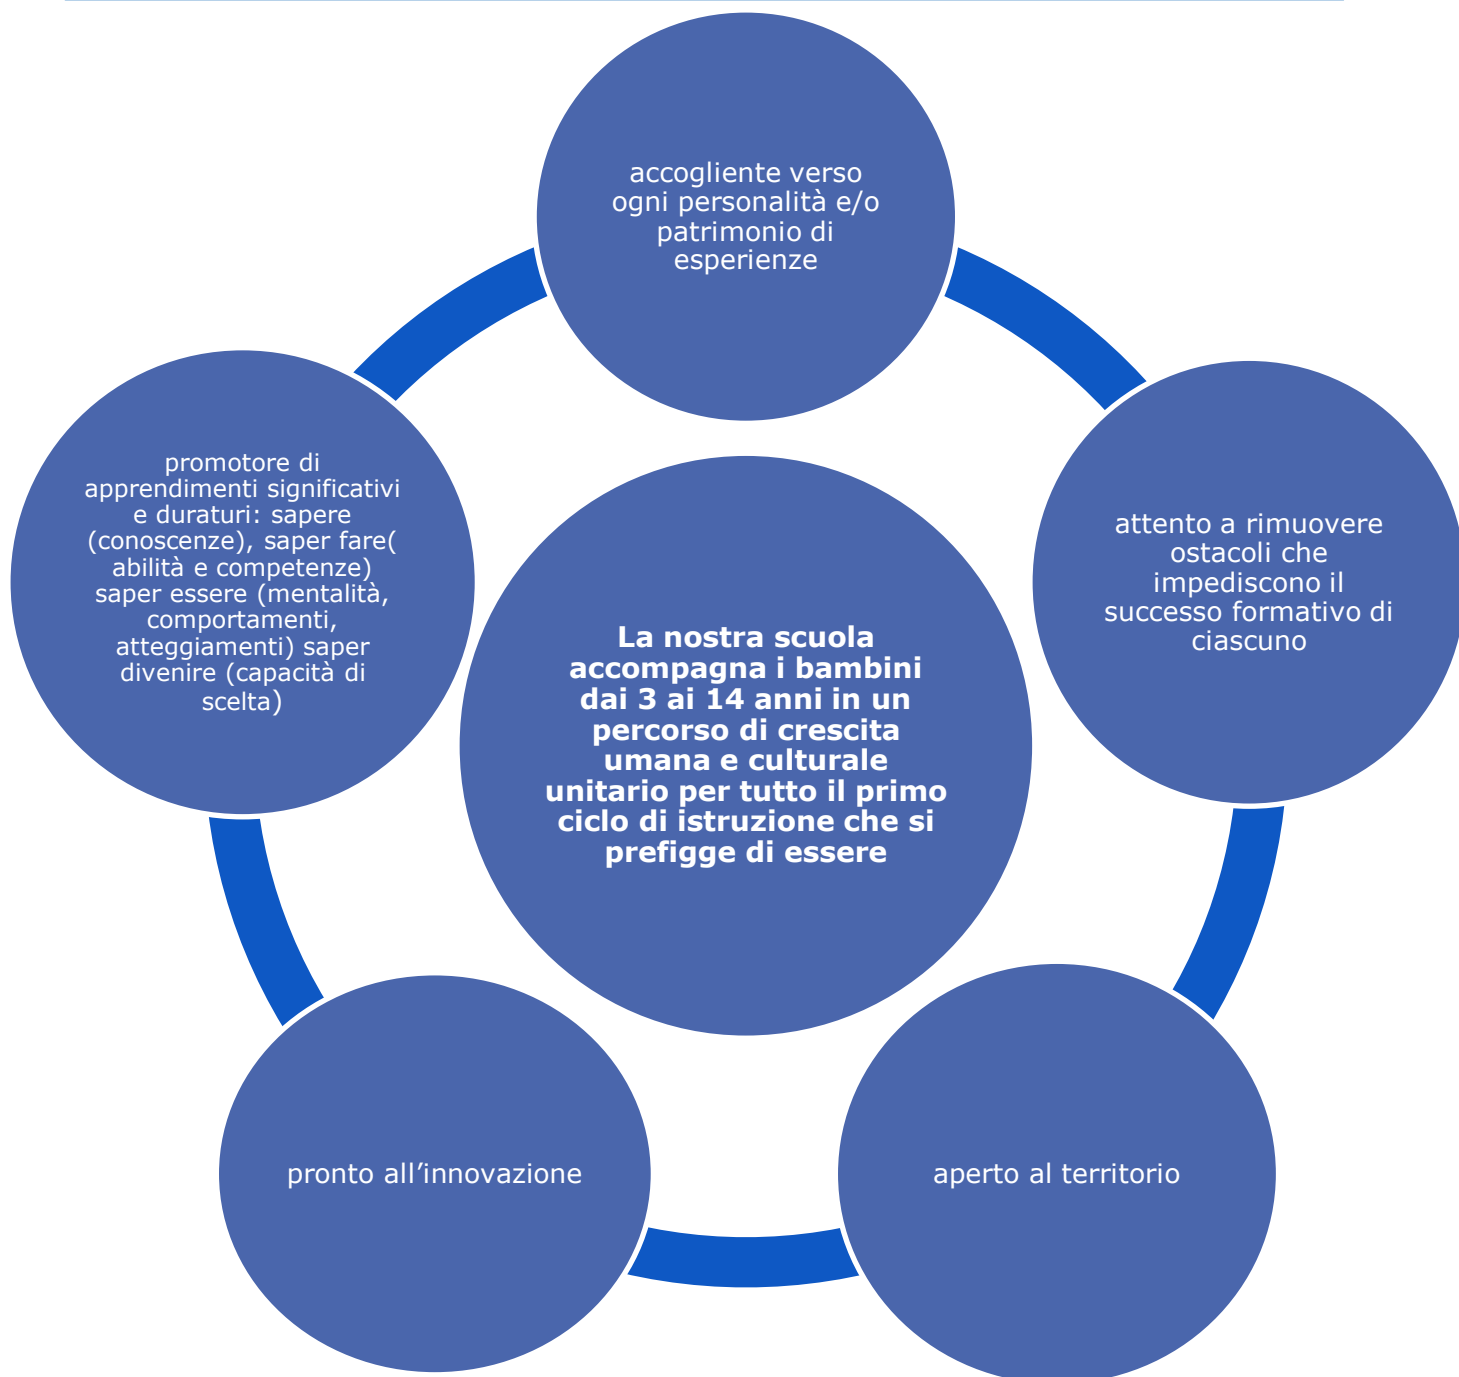 accogliente verso
ogni personalità e/o
patrimonio di
esperienze
promotore di
apprendimenti significativi
e duraturi: sapere
(conoscenze), saper fare(
abilità e competenze)
saper essere (mentalità,
comportamenti,
atteggiamenti) saper
divenire (capacità di
scelta)
attento a rimuovere
ostacoli che
impediscono il
successo formativo di
ciascuno
La nostra scuola
accompagna i bambini
dai 3 ai 14 anni in un
percorso di crescita
umana e culturale
unitario per tutto il primo
ciclo di istruzione che si
prefigge di essere
pronto all’innovazione
aperto al territorio